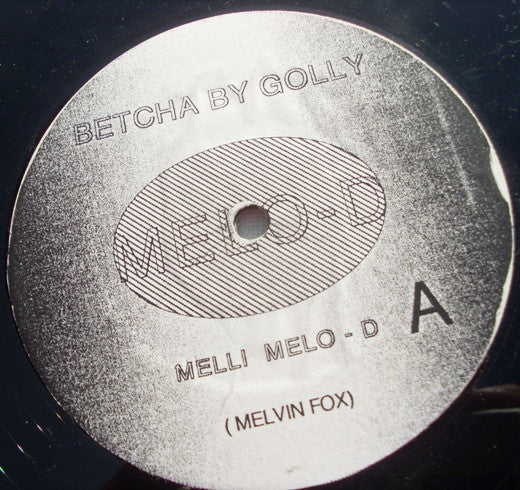 BETCHA BY GOLLY
MELO-D
MELLI MELO - D
A
(MELVIN FOX)